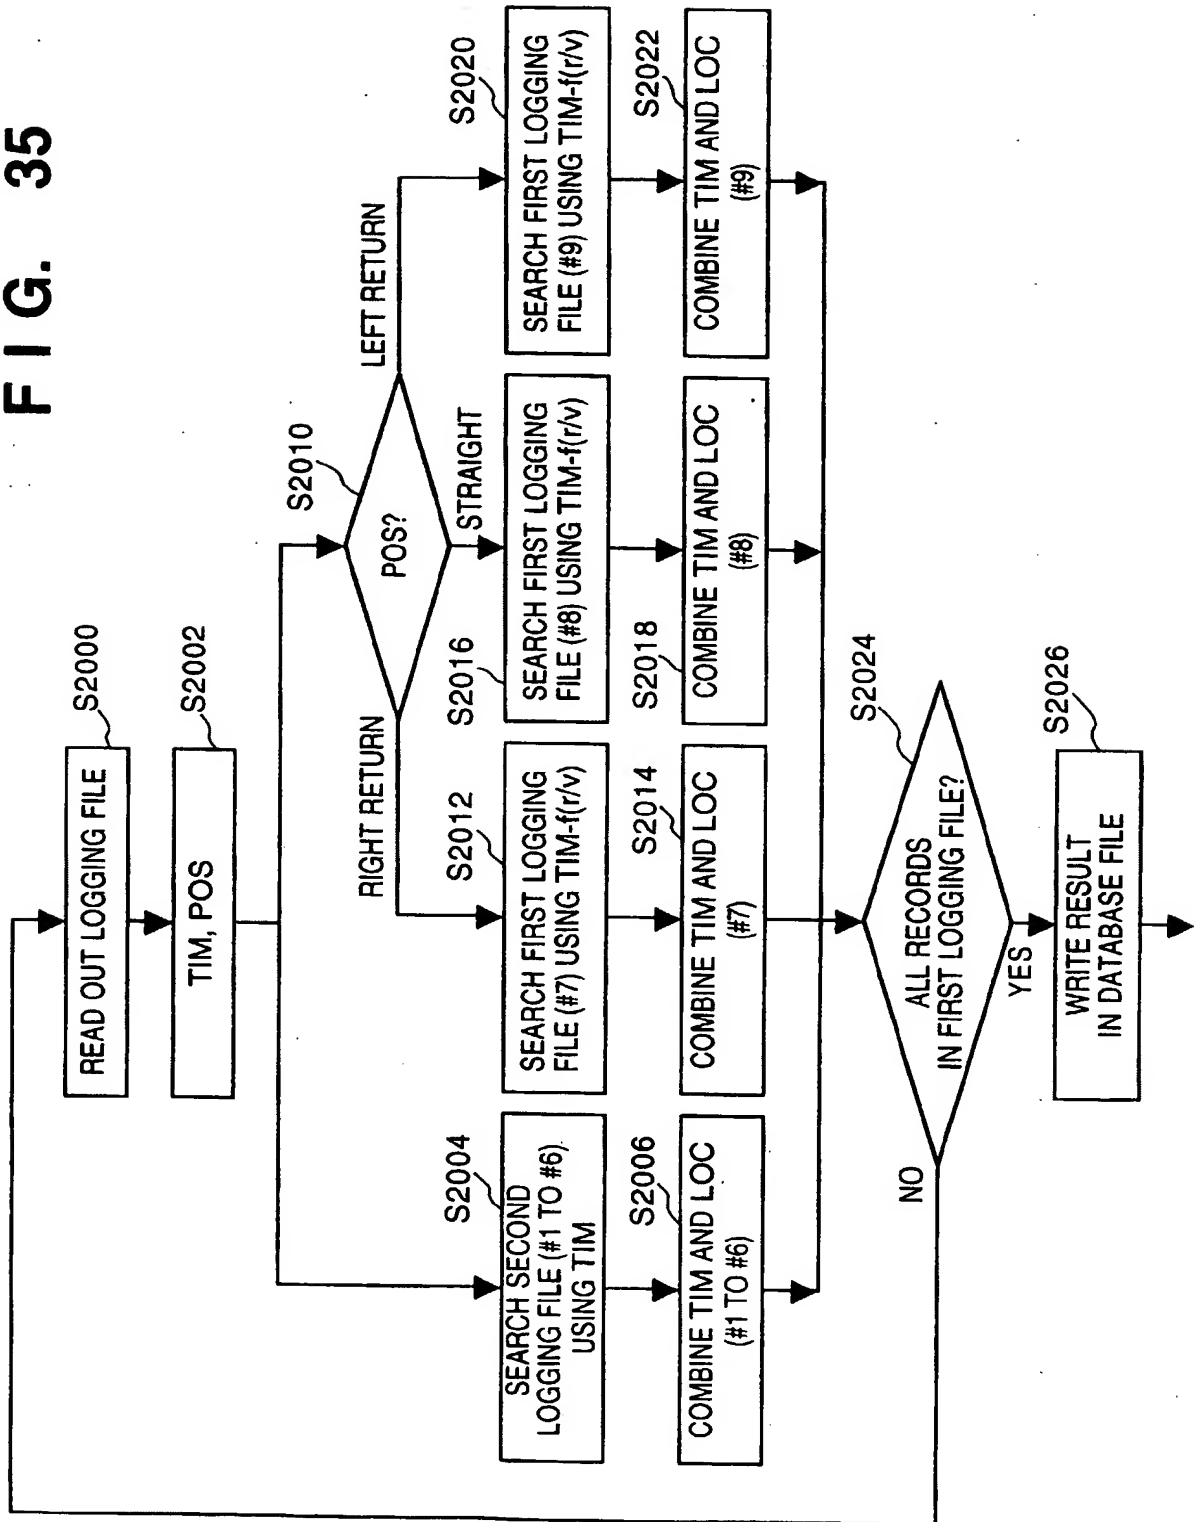 FIG. 35
S2000
READ OUT LOGGING FILE
S2002
TIM, POS
S2010
POS?
RIGHT RETURN
STRAIGHT
LEFT RETURN
S2004
SEARCH SECOND
LOGGING FILE (#1 TO #6)
USING TIM
S2012
SEARCH FIRST LOGGING
FILE (#7) USING TIM-f(r/v)
S2016
SEARCH FIRST LOGGING
FILE (#8) USING TIM-f(r/v)
S2020
SEARCH FIRST LOGGING
FILE (#9) USING TIM-f(r/v)
S2006
COMBINE TIM AND LOC
(#1 TO #6)
S2014
COMBINE TIM AND LOC
(#7)
S2018
COMBINE TIM AND LOC
(#8)
S2022
COMBINE TIM AND LOC
(#9)
S2024
ALL RECORDS
IN FIRST LOGGING FILE?
NO
YES
S2026
WRITE RESULT
IN DATABASE FILE